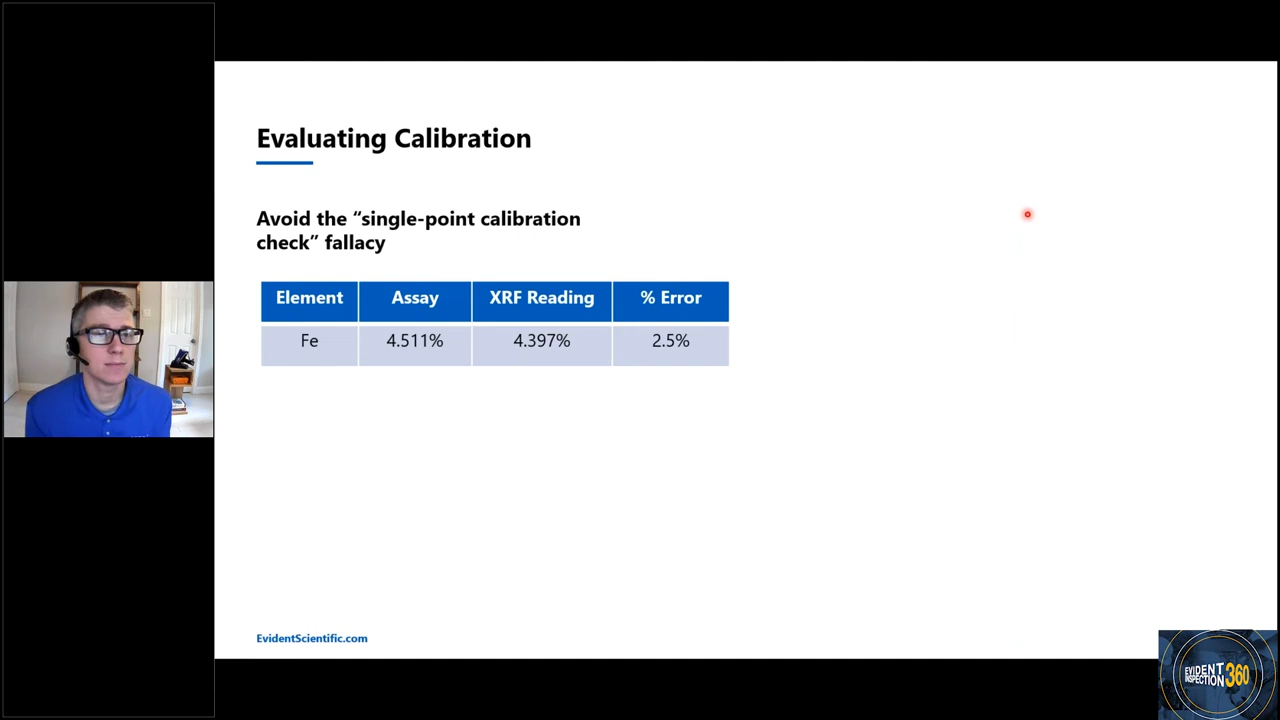 Evaluating Calibration
Avoid the “single-point calibration
check” fallacy
Element Assay XRF Reading % Error
Fe 4.511% 4.397% 2.5%
EvidentScientific.com
EVIDENT
INSPECTION 360